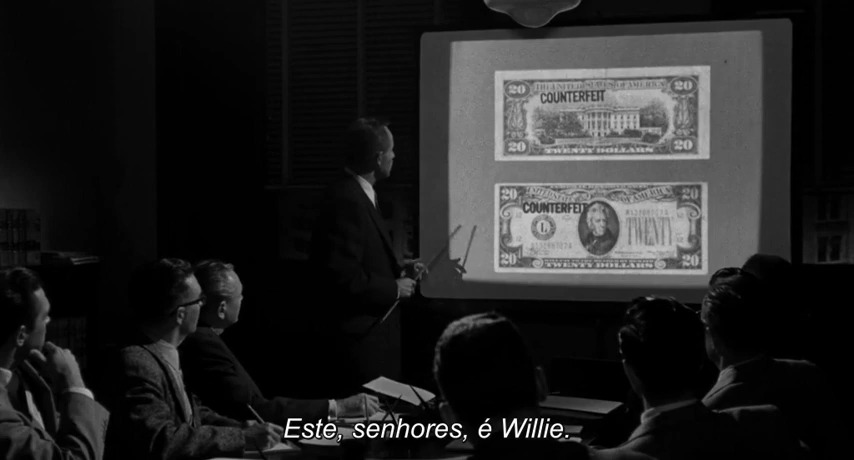 20 THE UNITED STATES OF AMERICA 20
COUNTERFEIT
20 TWENTY DOLLARS 20
20 UNITED STATES OF AMERICA 20
COUNTERFEIT
L
TWENTY
20 TWENTY DOLLARS 20
Este, senhores, é Willie.